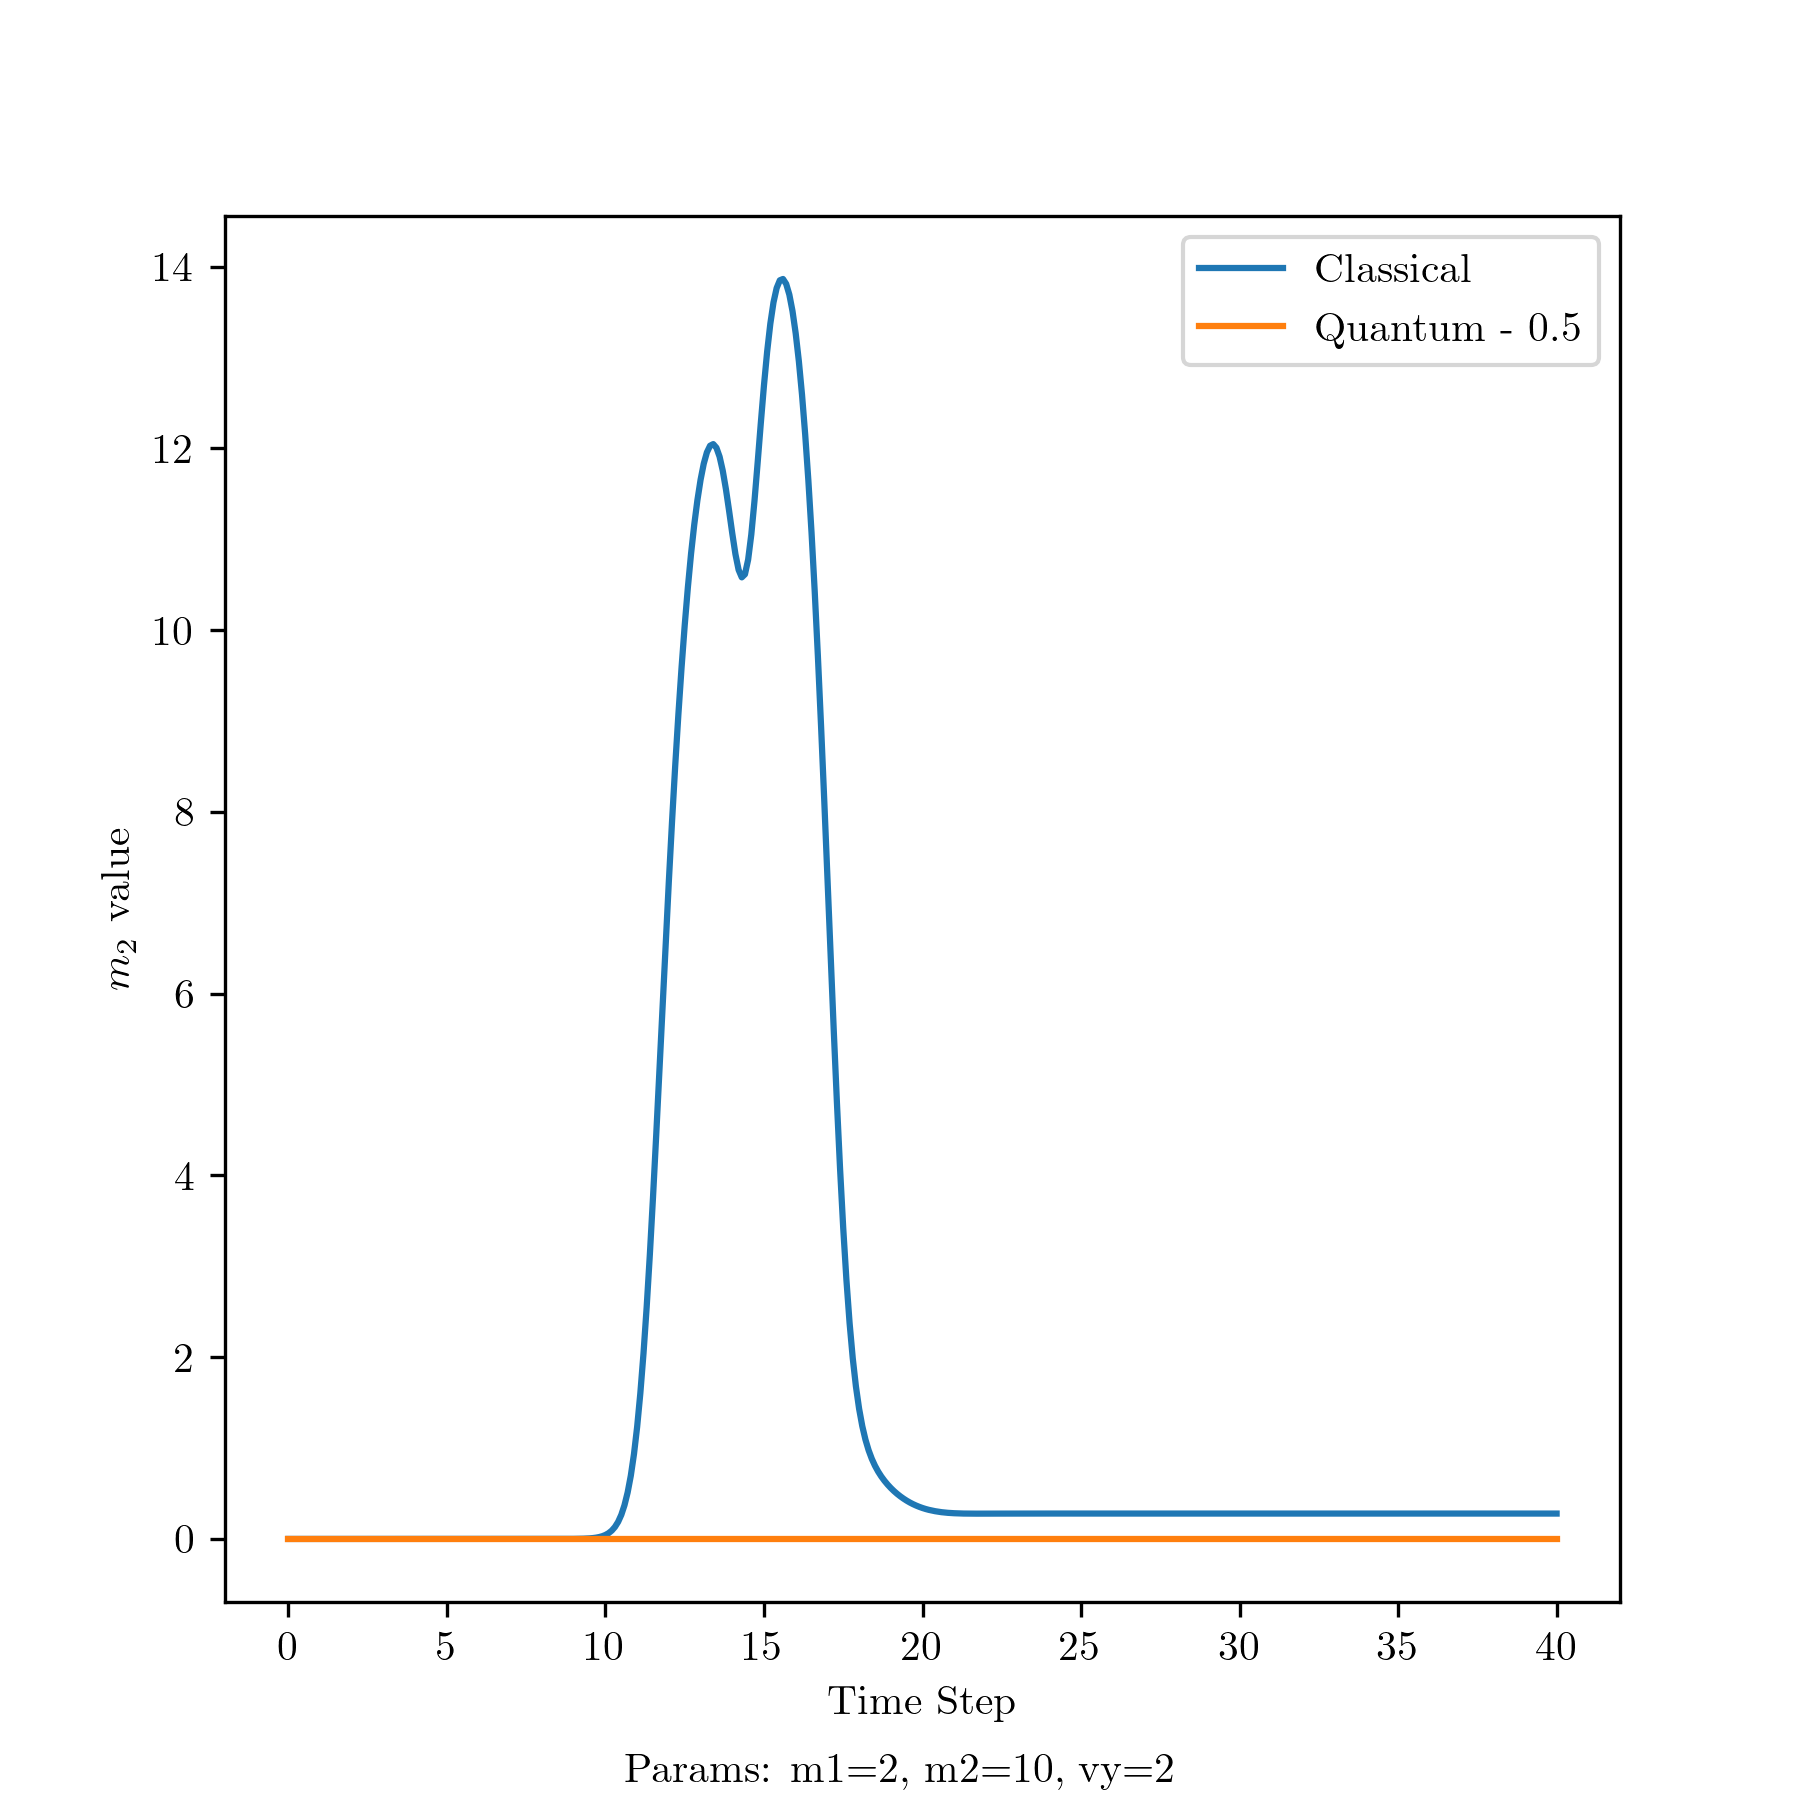 Classical
Quantum - 0.5
14
12
10
8
6
4
2
0
m₂ value
0 5 10 15 20 25 30 35 40
Time Step
Params: m1=2, m2=10, vy=2